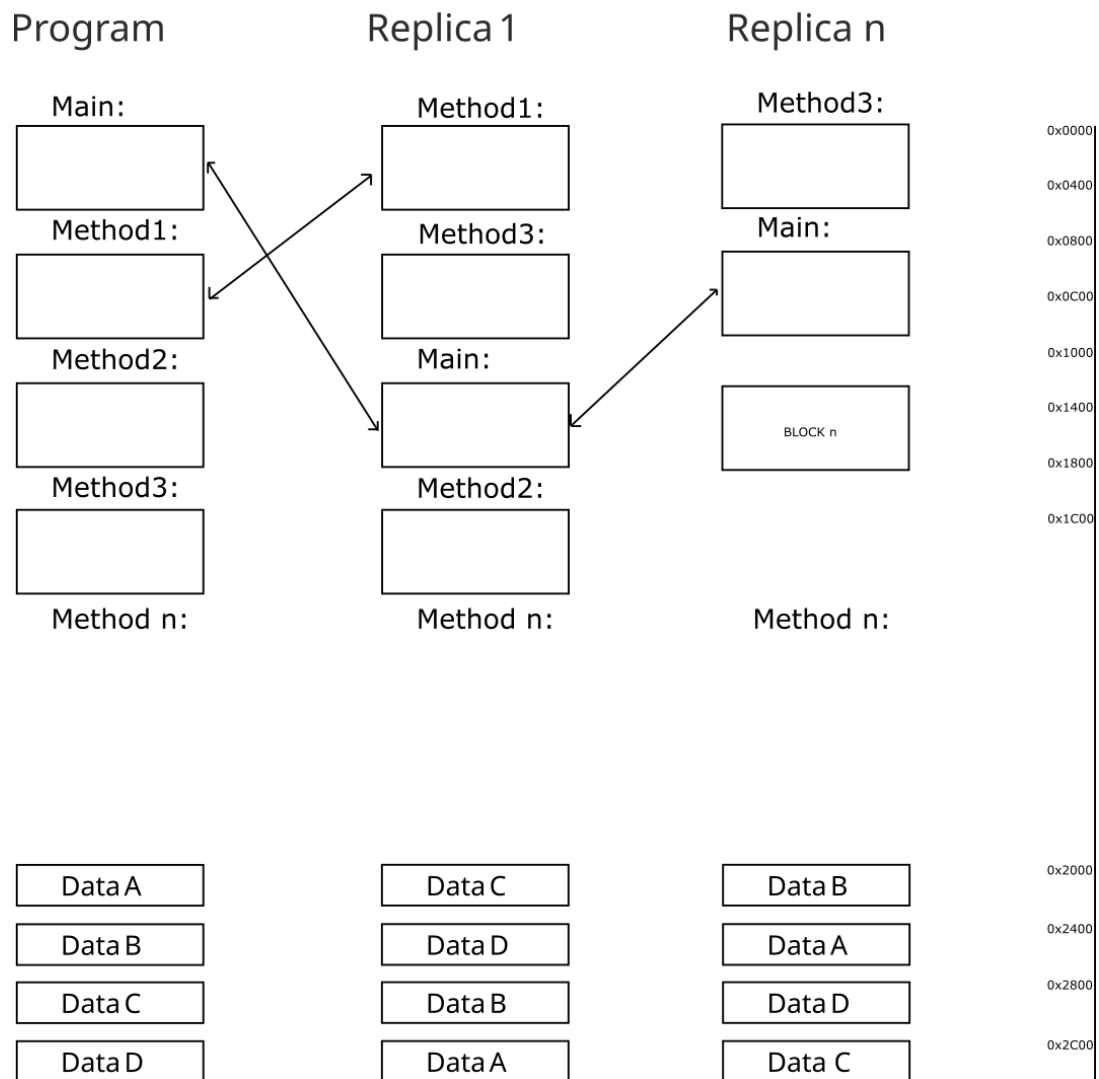 Program
Replica 1
Replica n
Main:
Method1:
Method3:
0x0000
0x0400
Method1:
Method3:
Main:
0x0800
0x0C00
Method2:
Main:
0x1000
0x1400
BLOCK n
0x1800
Method3:
Method2:
0x1C00
Method n:
Method n:
Method n:
Data A
Data C
Data B
0x2000
Data B
Data D
Data A
0x2400
Data C
Data B
Data D
0x2800
Data D
Data A
Data C
0x2C00